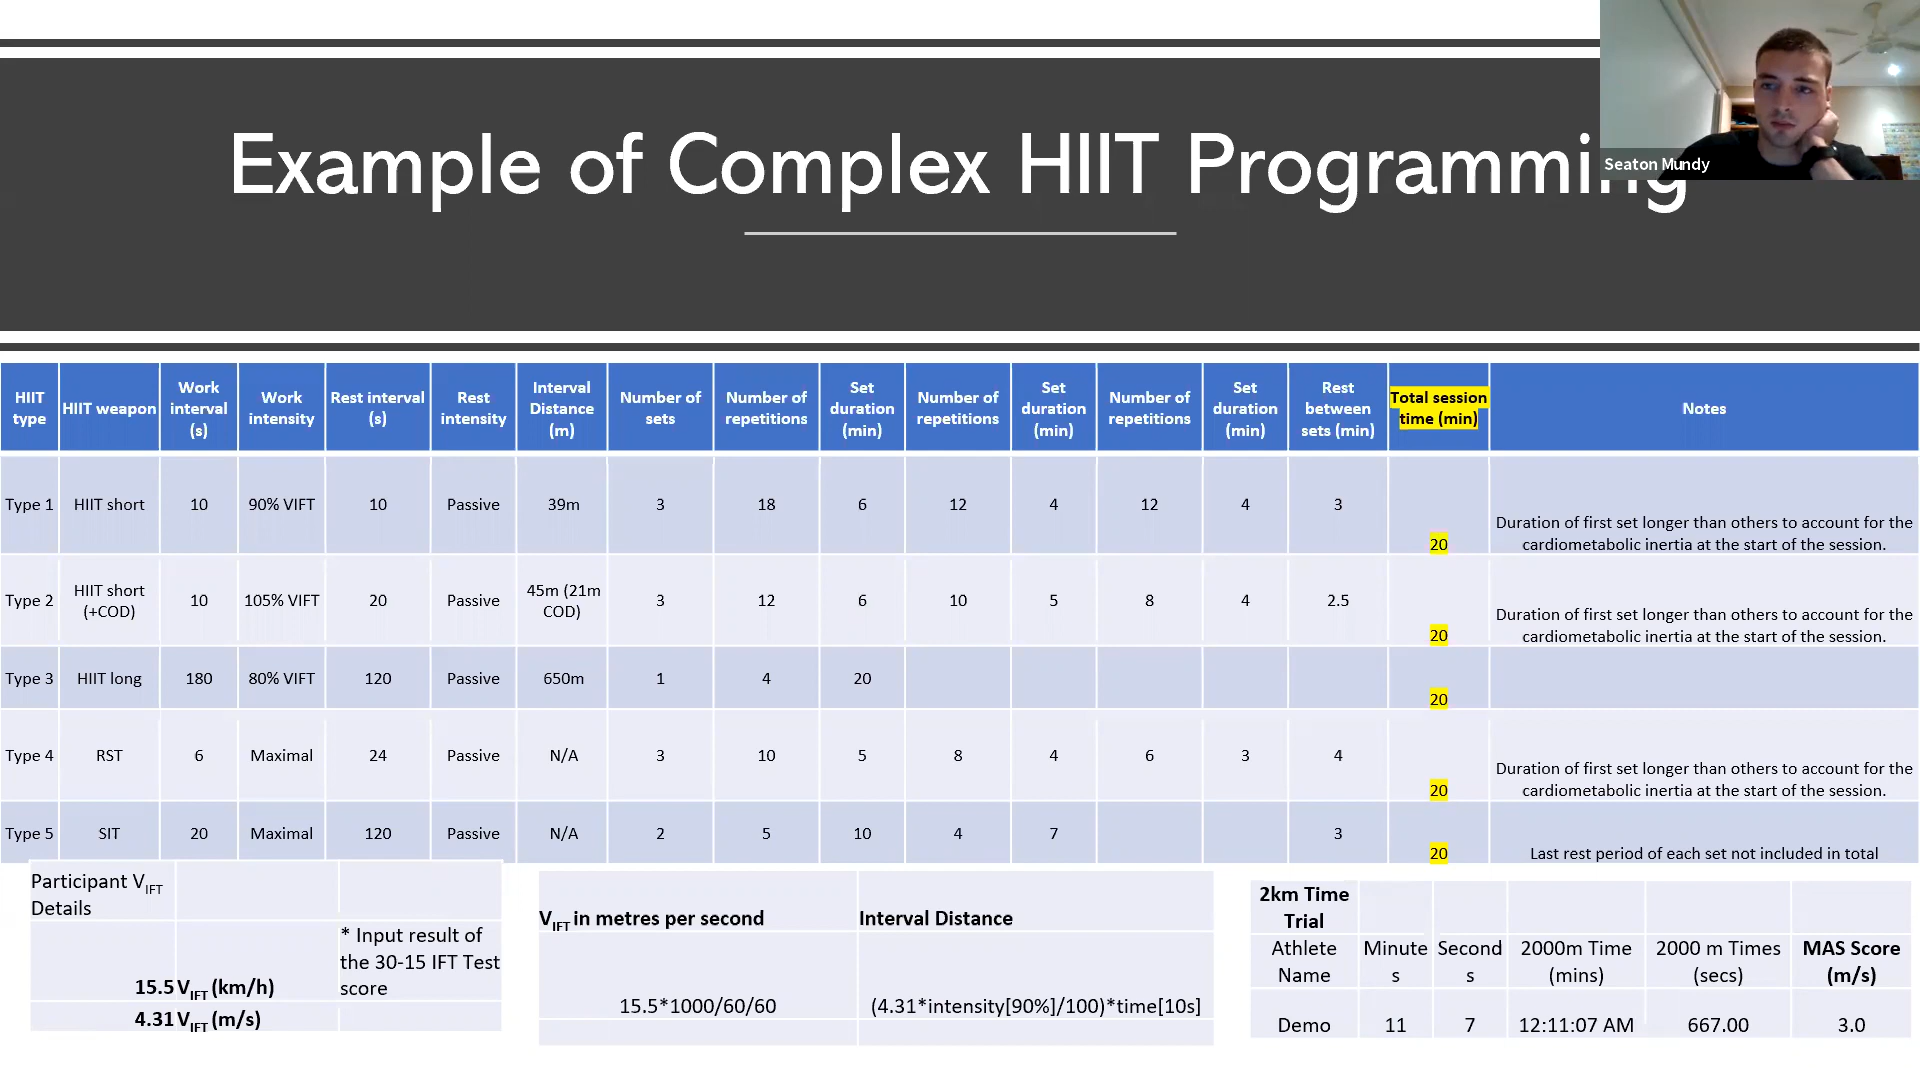 Example of Complex HIIT Programming
Seaton Mundy
HIIT type
HIIT weapon
Work interval (s)
Work intensity
Rest interval (s)
Rest intensity
Interval Distance (m)
Number of sets
Number of repetitions
Set duration (min)
Number of repetitions
Set duration (min)
Number of repetitions
Set duration (min)
Rest between sets (min)
Total session time (min)
Notes
Type 1 HIIT short 10 90% VIFT 10 Passive 39m 3 18 6 12 4 12 4 3 20
Duration of first set longer than others to account for the
cardiometabolic inertia at the start of the session.
Type 2 HIIT short (+COD) 10 105% VIFT 20 Passive 45m (21m COD) 3 12 6 10 5 8 4 2.5 20
Duration of first set longer than others to account for the
cardiometabolic inertia at the start of the session.
Type 3 HIIT long 180 80% VIFT 120 Passive 650m 1 4 20 20
Type 4 RST 6 Maximal 24 Passive N/A 3 10 5 8 4 6 3 4 20
Duration of first set longer than others to account for the
cardiometabolic inertia at the start of the session.
Type 5 SIT 20 Maximal 120 Passive N/A 2 5 10 4 7 3 20
Last rest period of each set not included in total
Participant VIFT
Details
* Input result of
the 30-15 IFT Test
score
15.5 VIFT (km/h)
4.31 VIFT (m/s)
VIFT in metres per second
Interval Distance
15.5*1000/60/60
(4.31*intensity[90%]/100)*time[10s]
2km Time
Trial
Athlete Name
Minutes
Seconds
2000m Time (mins)
2000 m Times (secs)
MAS Score (m/s)
Demo 11 7 12:11:07 AM 667.00 3.0